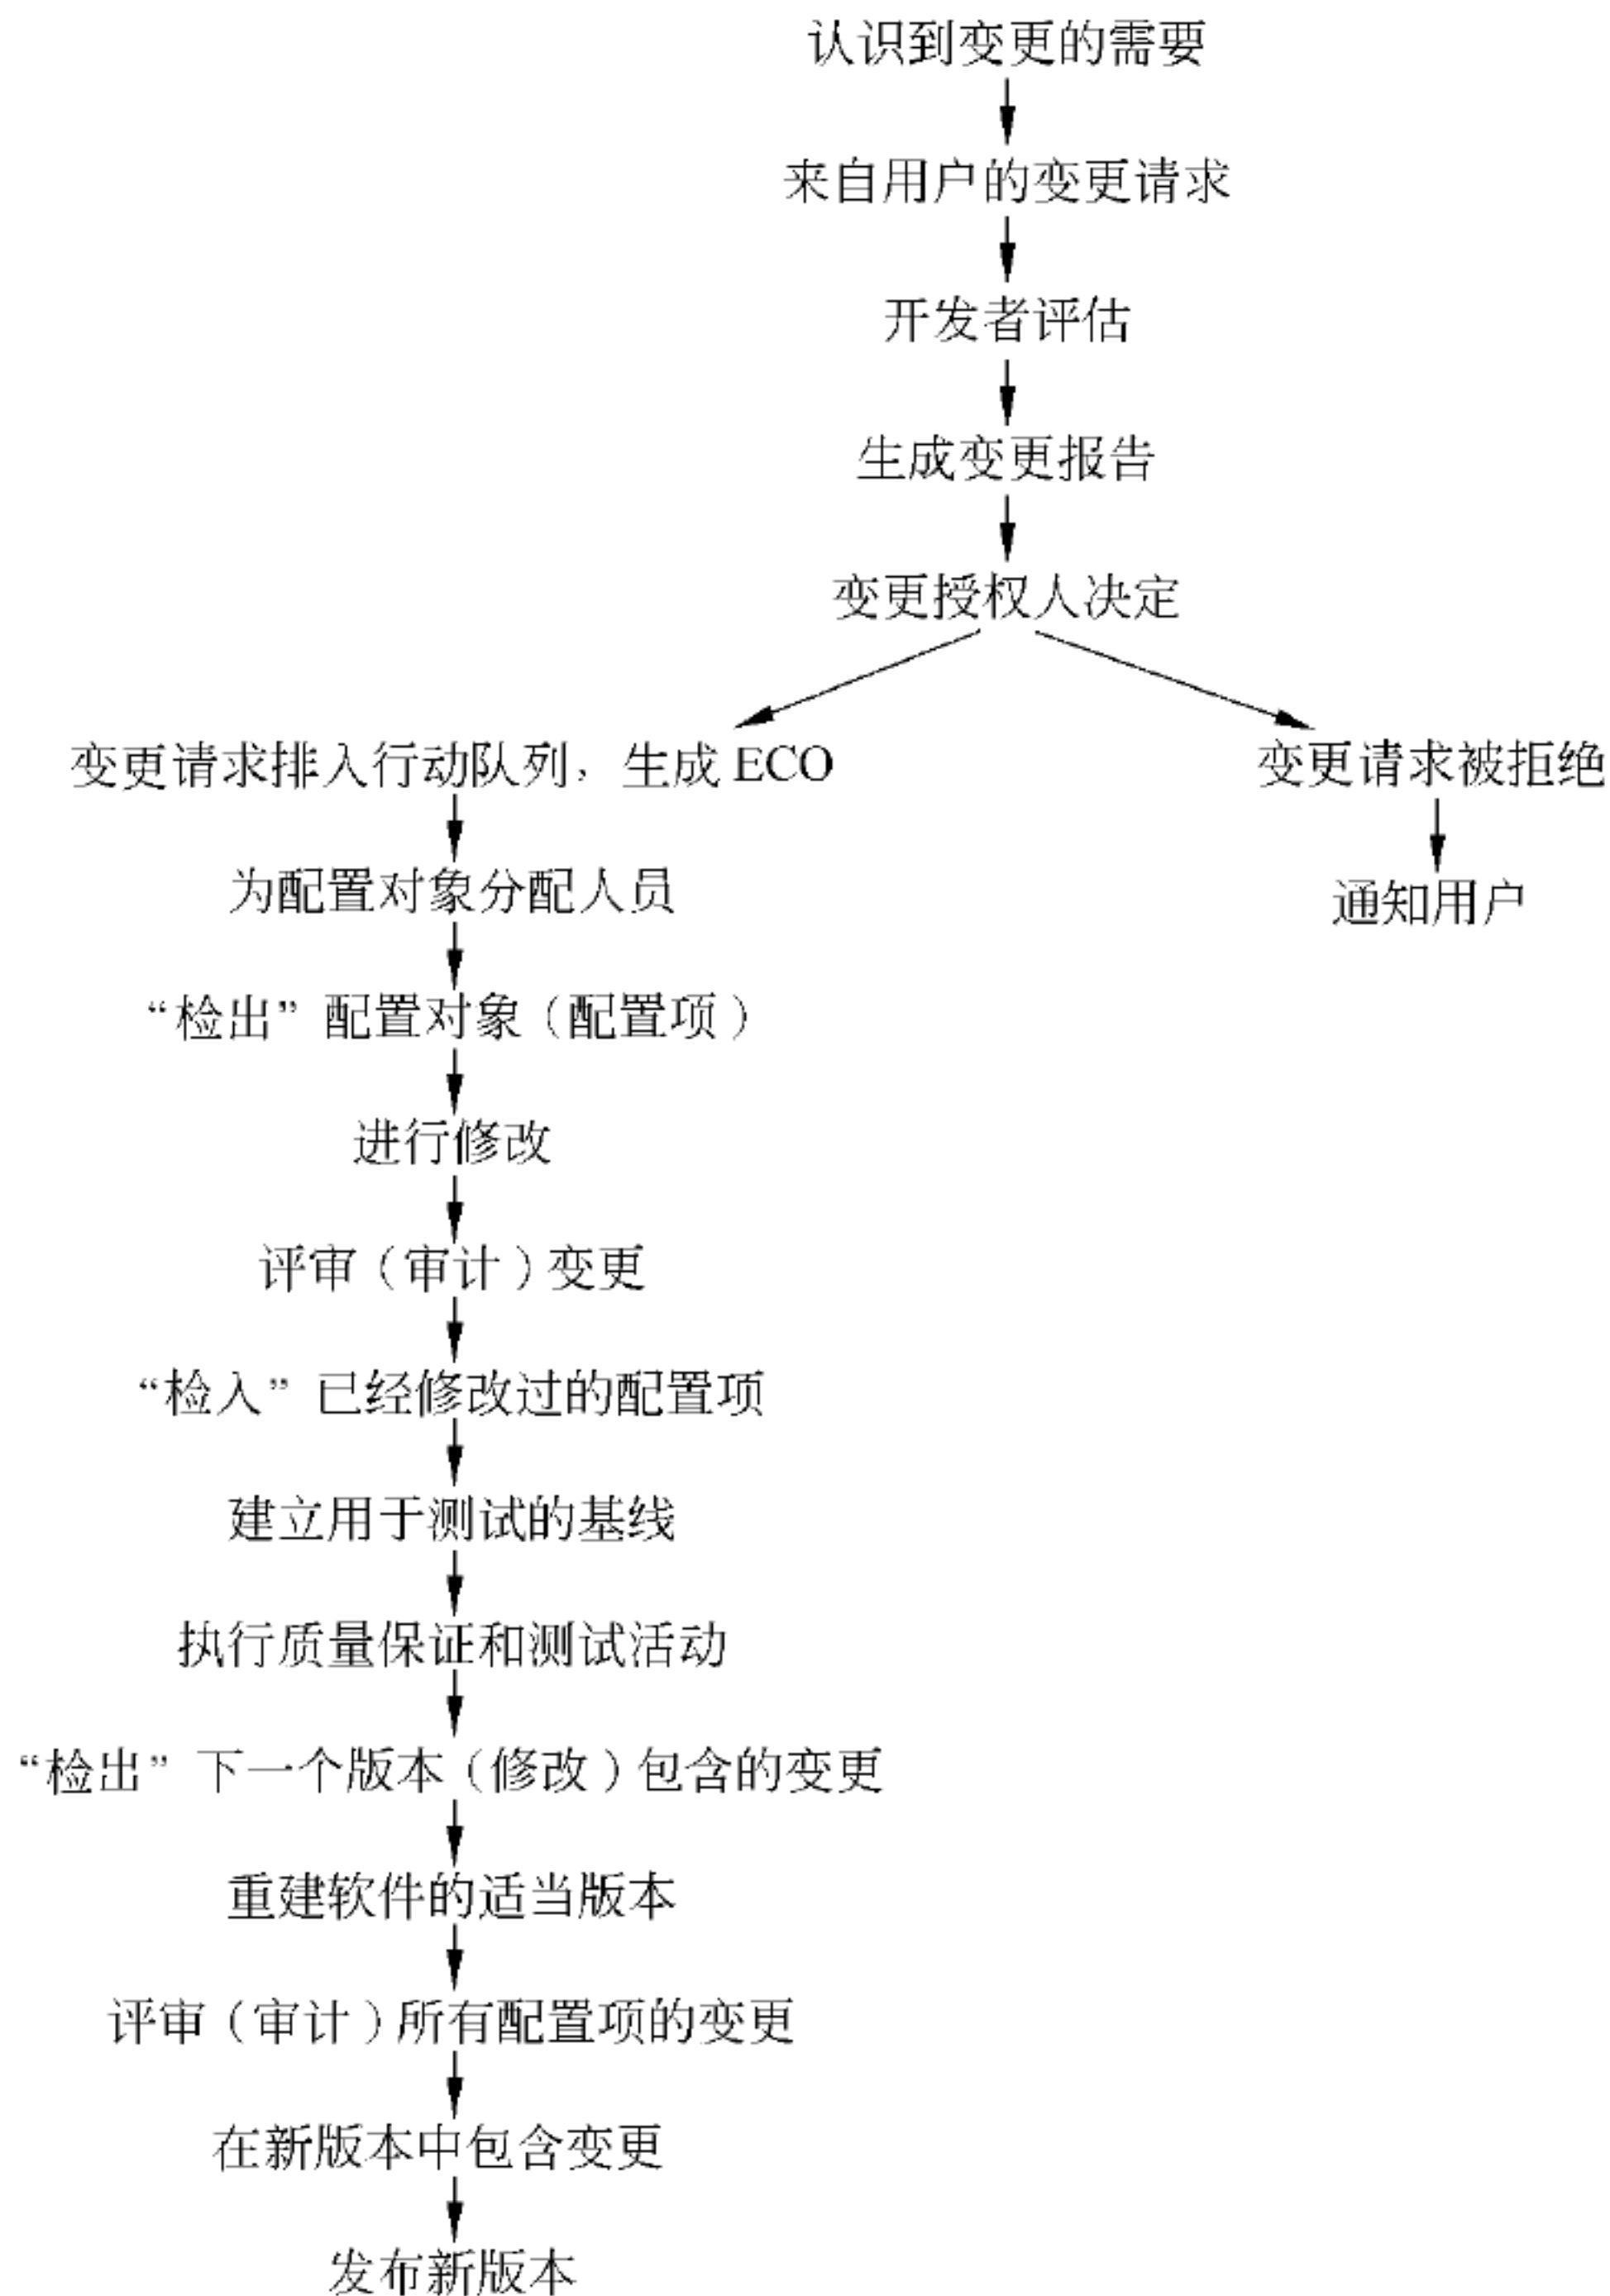 认识到变更的需要
来自用户的变更请求
开发者评估
生成变更报告
变更授权人决定
变更请求排入行动队列，生成 ECO
变更请求被拒绝
为配置对象分配人员
通知用户
“检出” 配置对象（配置项）
进行修改
评审（审计）变更
“检入” 已经修改过的配置项
建立用于测试的基线
执行质量保证和测试活动
“检出” 下一个版本（修改）包含的变更
重建软件的适当版本
评审（审计）所有配置项的变更
在新版本中包含变更
发布新版本